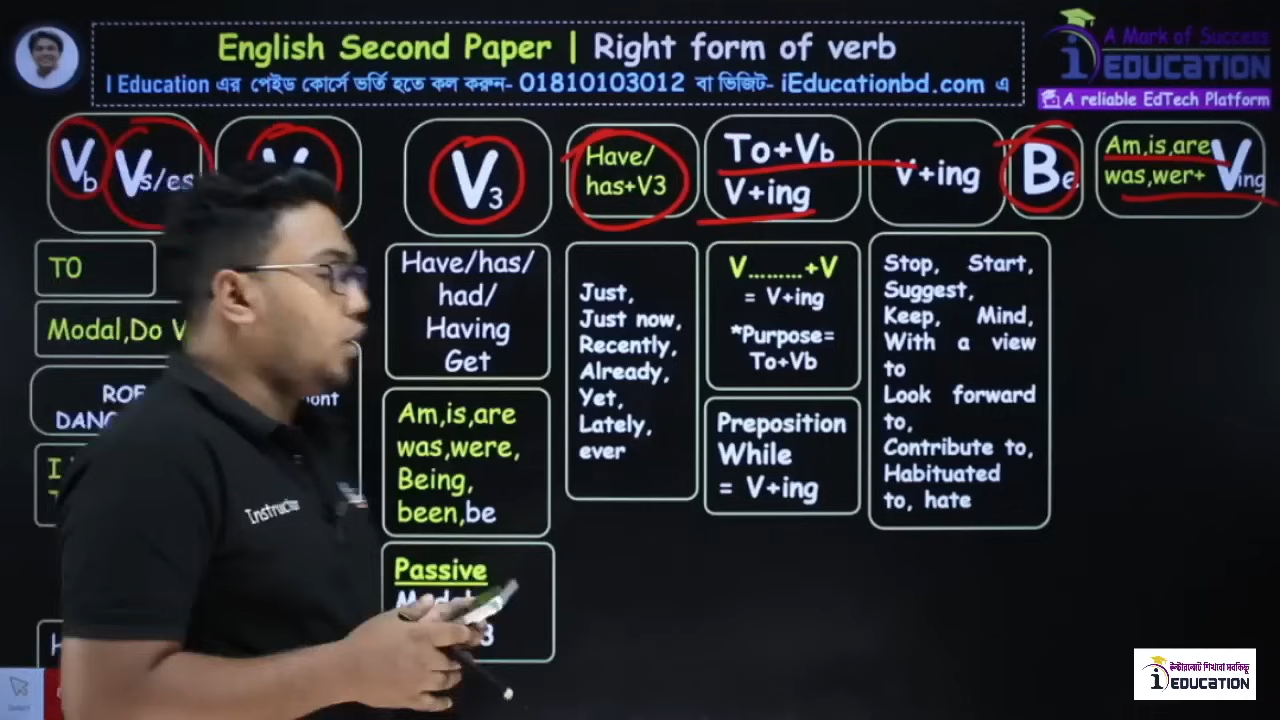 English Second Paper | Right form of verb
I Education এর পেইড কোর্সে ভর্তি হতে কল করুন- 01810103012 বা ভিজিট- iEducationbd.com এ
A Mark of Success
iEDUCATION
A reliable EdTech Platform
Vb Vs/es
V3
Have/
has+V3
To+Vb
V+ing
V+ing
Be
Am,is,are
was,wer+ Ving
TO
Modal,Do V
Have/has/
had/
Having
Get
Am,is,are
was,were,
Being,
been,be
Passive
Just,
Just now,
Recently,
Already,
Yet,
Lately,
ever
V.........+V
= V+ing
*Purpose=
To+Vb
Preposition
While
= V+ing
Stop, Start,
Suggest,
Keep, Mind,
With a view
to
Look forward
to,
Contribute to,
Habituated
to, hate
Instructor
iEDUCATION